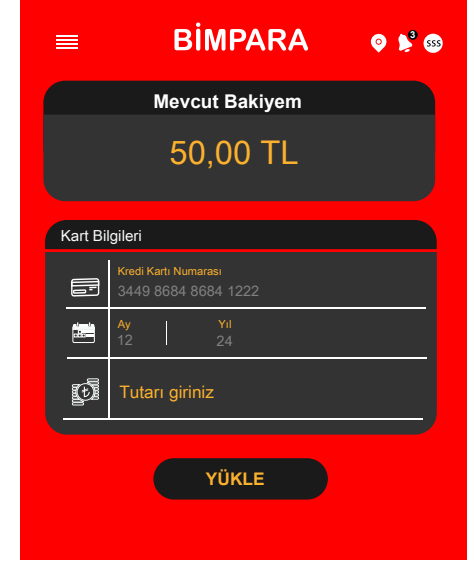 BİMPARA
3
SSS
Mevcut Bakiyem
50,00 TL
Kart Bilgileri
Kredi Kartı Numarası
3449 8684 8684 1222
Ay Yıl
12 24
Tutarı giriniz
YÜKLE